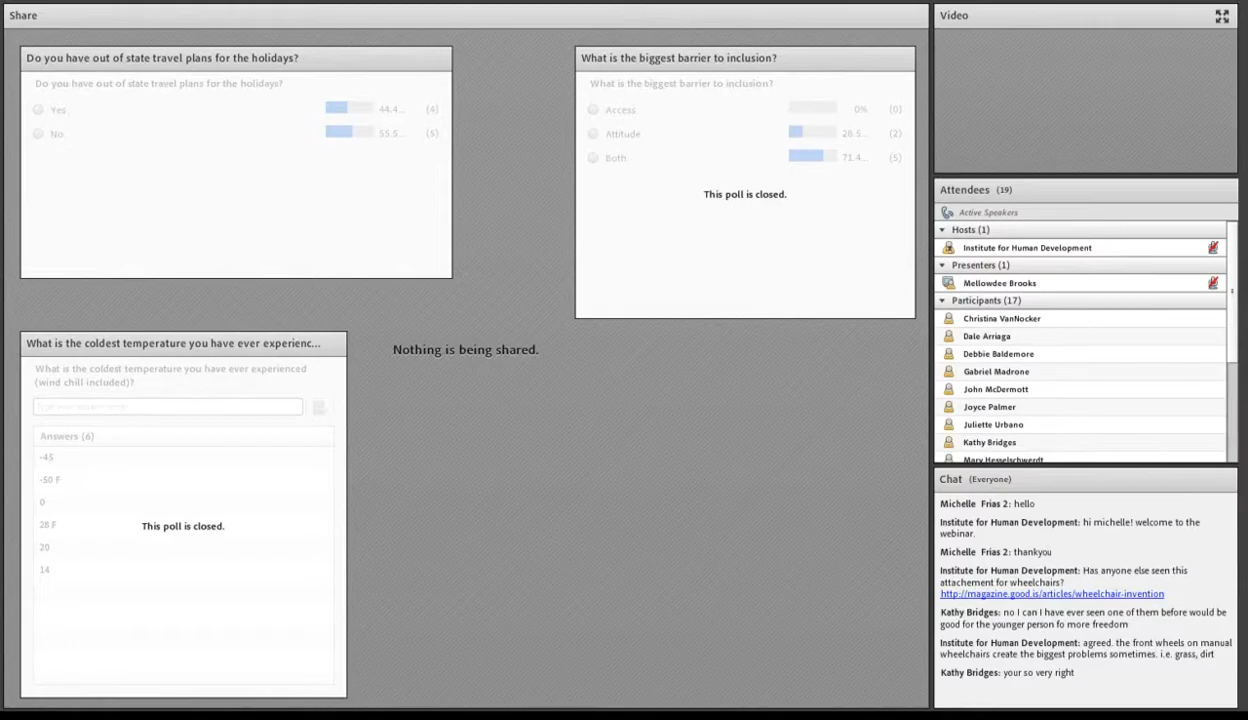 Share
Do you have out of state travel plans for the holidays?
Do you have out of state travel plans for the holidays?
Yes 44.4... (4)
No 55.5... (5)
What is the biggest barrier to inclusion?
What is the biggest barrier to inclusion?
Access 0% (0)
Attitude 28.5... (2)
Both 71.4... (5)
This poll is closed.
What is the coldest temperature you have ever experienc...
What is the coldest temperature you have ever experienced
(wind chill included)?
Answers (6)
-45
-50 F
0
28 F
20
14
This poll is closed.
Nothing is being shared.
Video
Attendees (19)
Active Speakers
Hosts (1)
Institute for Human Development
Presenters (1)
Mellowdee Brooks
Participants (17)
Christina VanNocker
Dale Arriaga
Debbie Baldemore
Gabriel Madrone
John McDermott
Joyce Palmer
Juliette Urbano
Kathy Bridges
Mary Hesselschwerdt
Chat (Everyone)
Michelle Frias 2: hello
Institute for Human Development: hi michelle! welcome to the
webinar.
Michelle Frias 2: thankyou
Institute for Human Development: Has anyone else seen this
attachement for wheelchairs?
http://magazine.good.is/articles/wheelchair-invention
Kathy Bridges: no I can I have ever seen one of them before would be
good for the younger person fo more freedom
Institute for Human Development: agreed. the front wheels on manual
wheelchairs create the biggest problems sometimes. i.e. grass, dirt
Kathy Bridges: your so very right